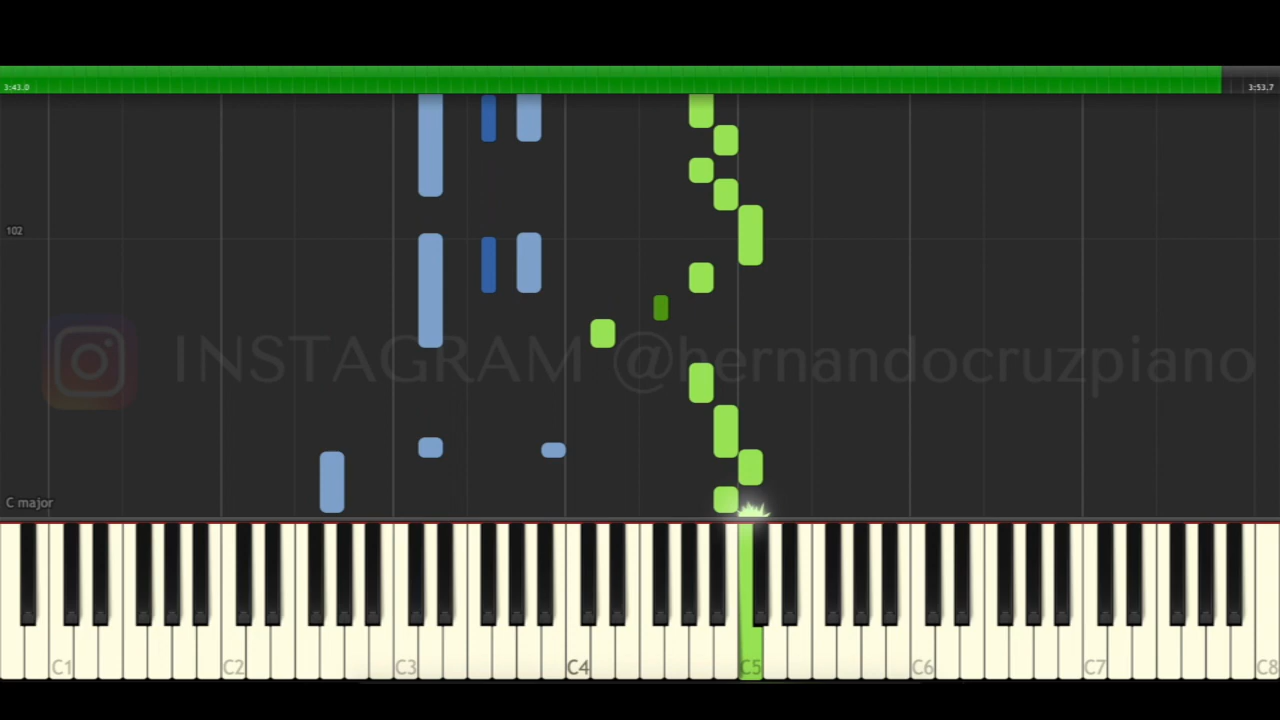 3:43.0 3:53.7
102
INSTAGRAM @hernandocruzpiano
C major
C1 C2 C3 C4 C5 C6 C7 C8